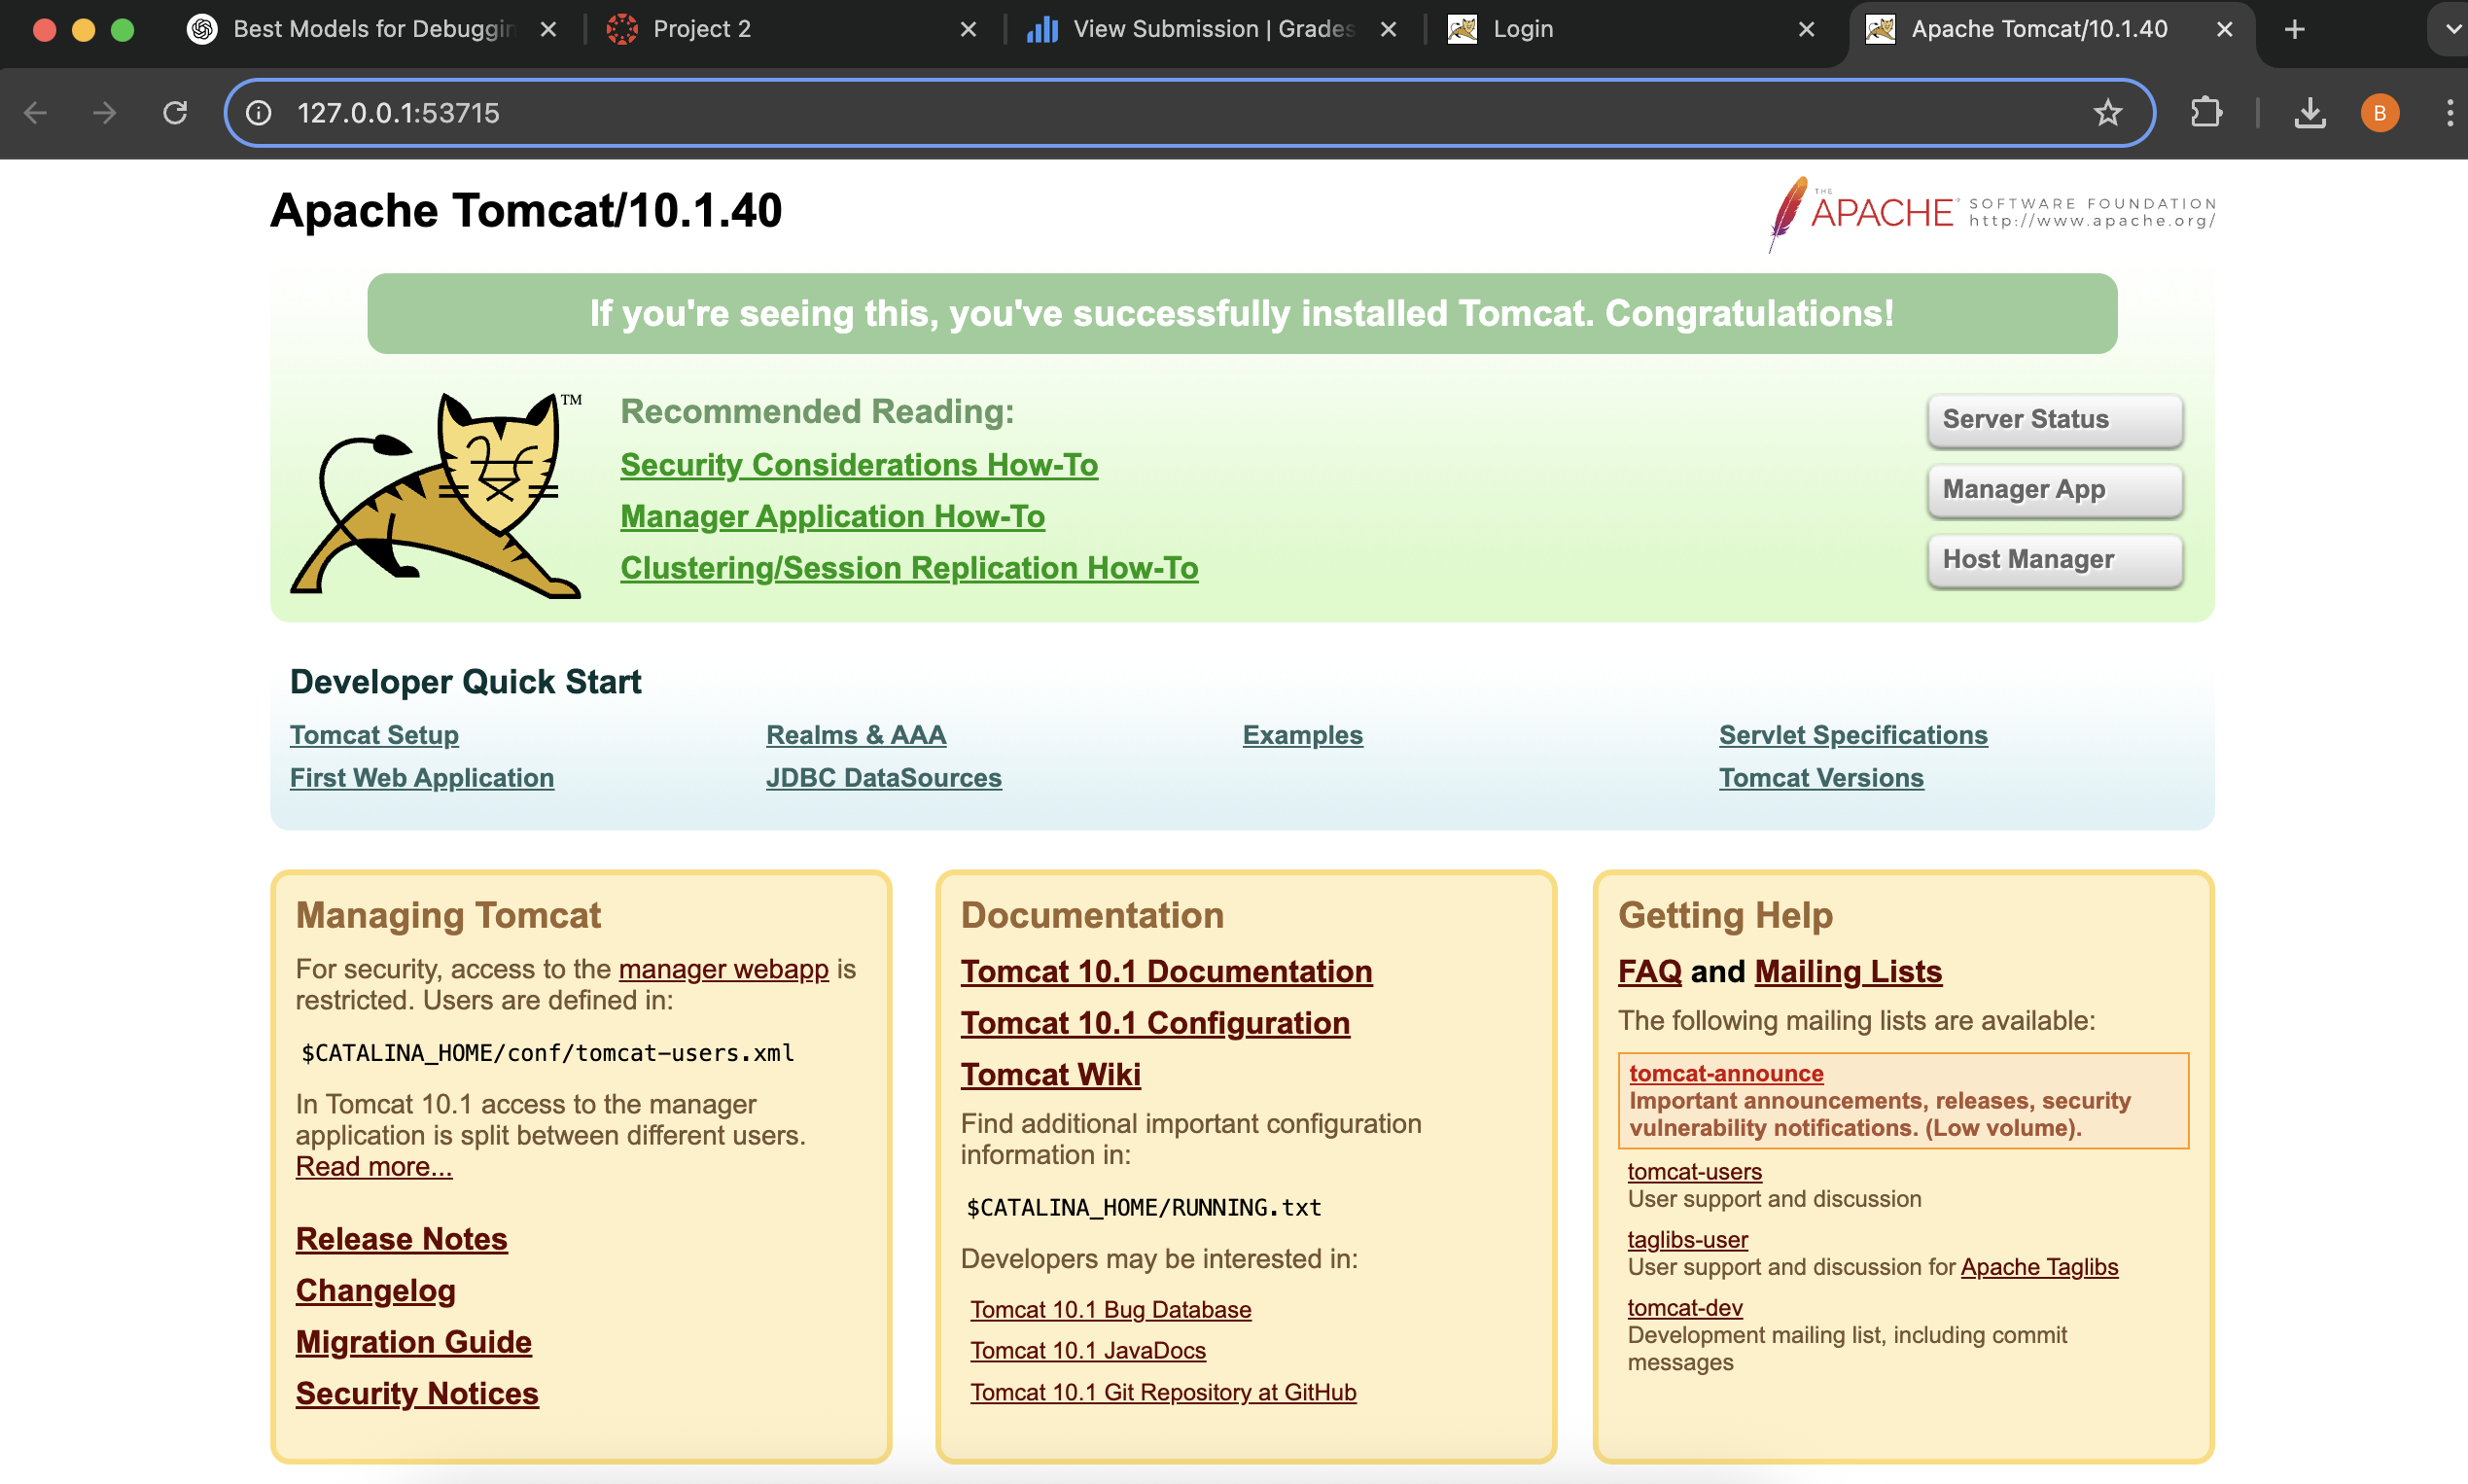 Best Models for Debuggin
Project 2
View Submission | Grades
Login
Apache Tomcat/10.1.40
127.0.0.1:53715
B
Apache Tomcat/10.1.40
THE
APACHE
SOFTWARE FOUNDATION
http://www.apache.org/
If you're seeing this, you've successfully installed Tomcat. Congratulations!
TM
Recommended Reading:
Security Considerations How-To
Manager Application How-To
Clustering/Session Replication How-To
Server Status
Manager App
Host Manager
Developer Quick Start
Tomcat Setup
First Web Application
Realms & AAA
JDBC DataSources
Examples
Servlet Specifications
Tomcat Versions
Managing Tomcat
For security, access to the manager webapp is
restricted. Users are defined in:
$CATALINA_HOME/conf/tomcat-users.xml
In Tomcat 10.1 access to the manager
application is split between different users.
Read more...
Release Notes
Changelog
Migration Guide
Security Notices
Documentation
Tomcat 10.1 Documentation
Tomcat 10.1 Configuration
Tomcat Wiki
Find additional important configuration
information in:
$CATALINA_HOME/RUNNING.txt
Developers may be interested in:
Tomcat 10.1 Bug Database
Tomcat 10.1 JavaDocs
Tomcat 10.1 Git Repository at GitHub
Getting Help
FAQ and Mailing Lists
The following mailing lists are available:
tomcat-announce
Important announcements, releases, security
vulnerability notifications. (Low volume).
tomcat-users
User support and discussion
taglibs-user
User support and discussion for Apache Taglibs
tomcat-dev
Development mailing list, including commit
messages